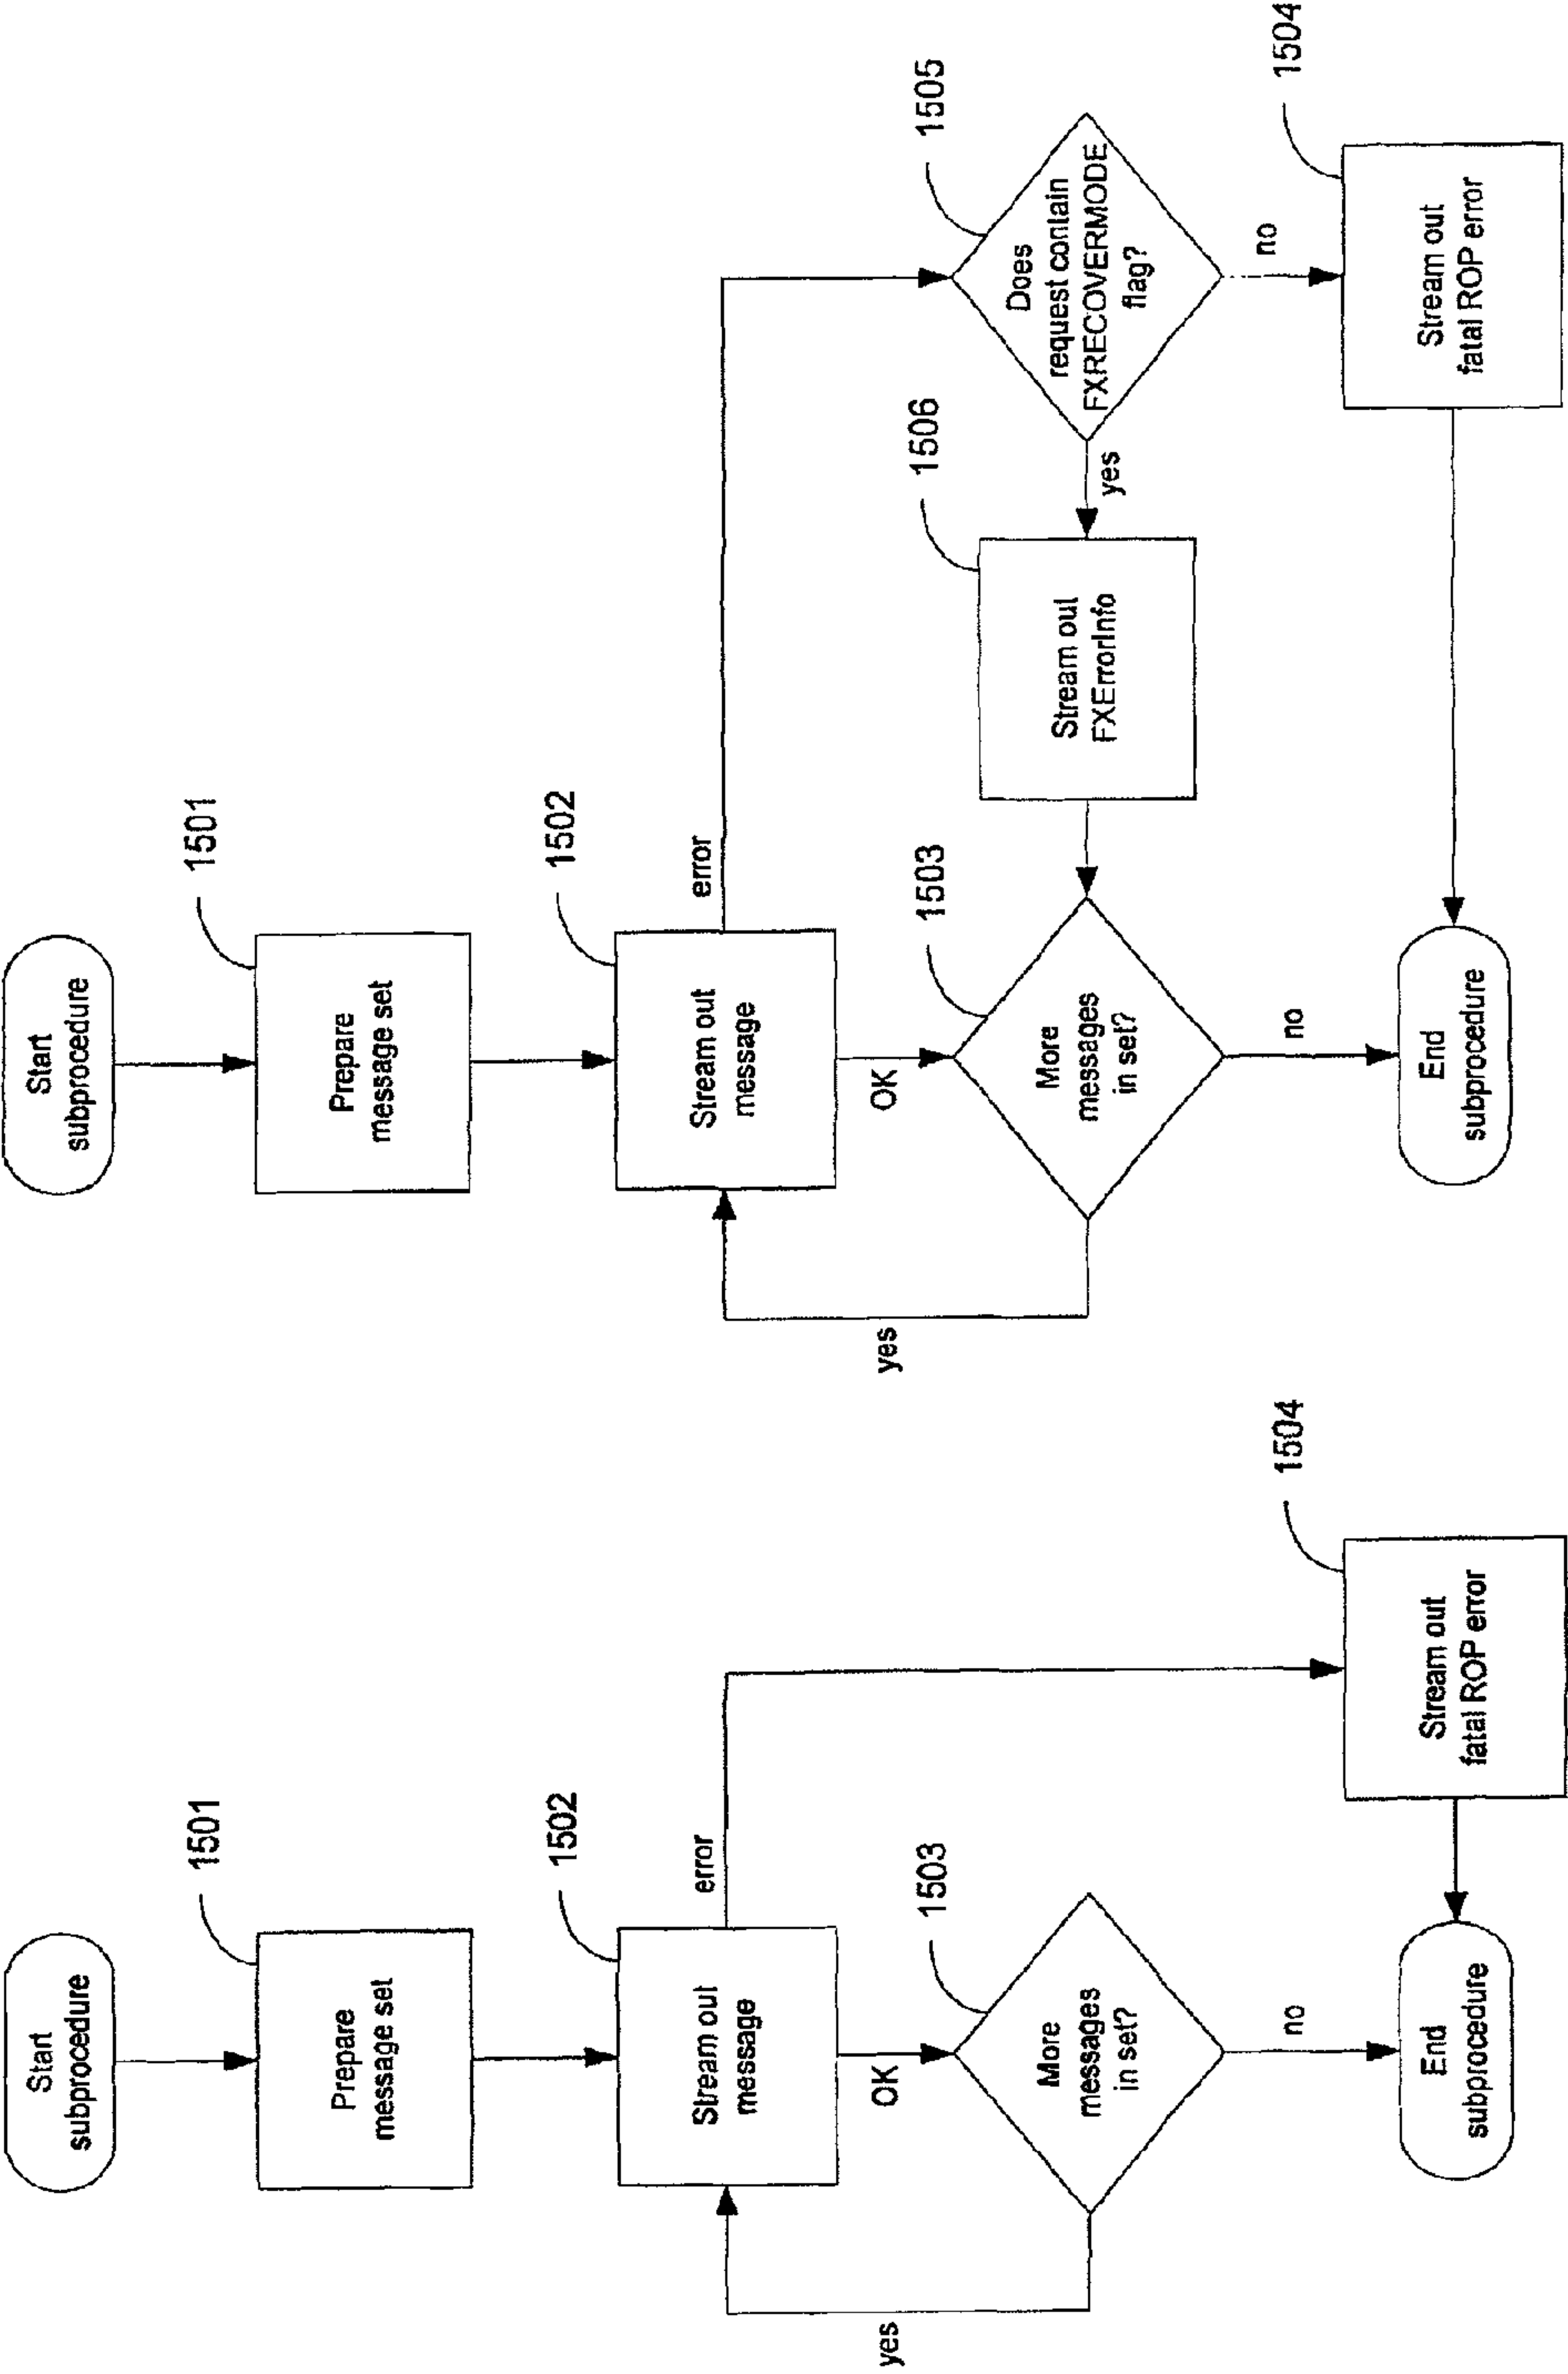 Start
subprocedure
1501
Prepare
message set
1502
Stream out
message
error
OK
1503
More
messages
in set?
yes
no
1504
Stream out
fatal ROP error
End
subprocedure
Start
subprocedure
1501
Prepare
message set
1502
Stream out
message
error
OK
1503
More
messages
in set?
yes
no
1506
Stream out
FXErrorInfo
yes
1505
Does
request contain
FXRECOVERMODE
flag?
no
1504
Stream out
fatal ROP error
End
subprocedure